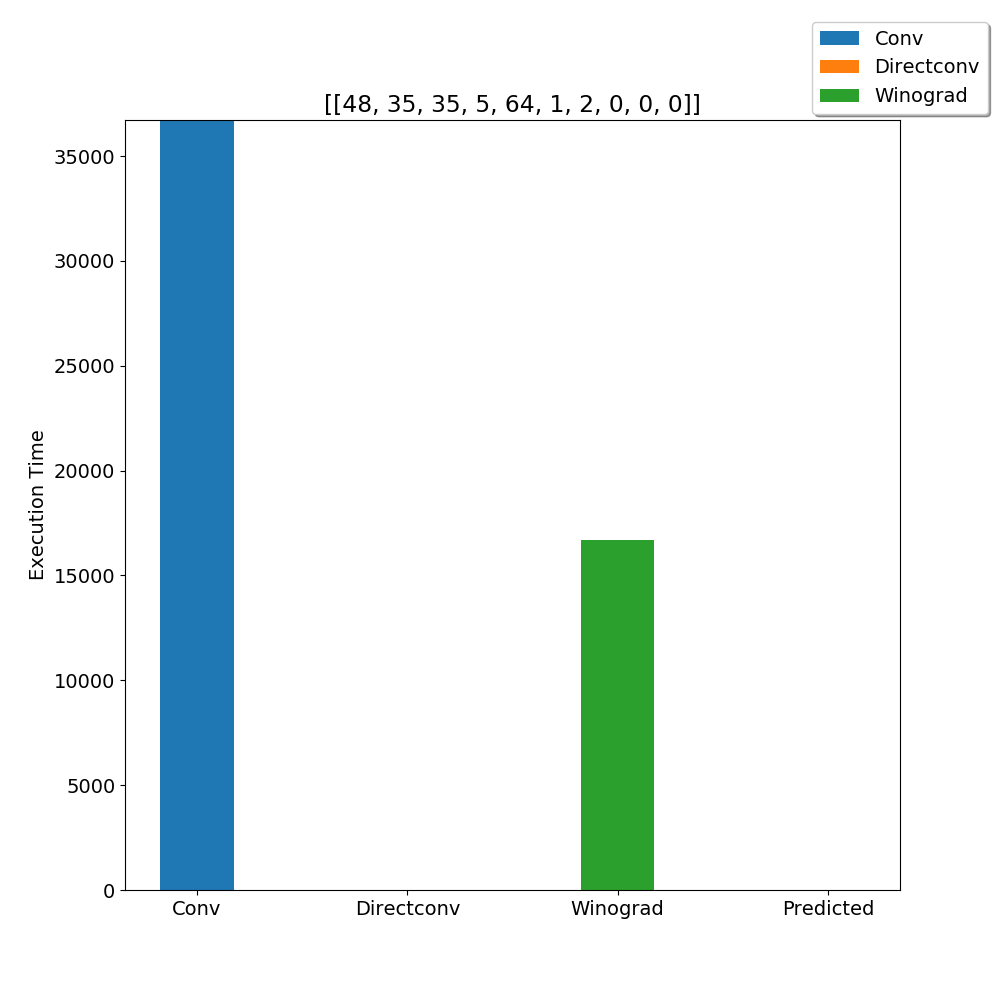 Conv
Directconv
Winograd
[[48, 35, 35, 5, 64, 1, 2, 0, 0, 0]]
35000
30000
25000
20000
15000
10000
5000
0
Execution Time
Conv Directconv Winograd Predicted